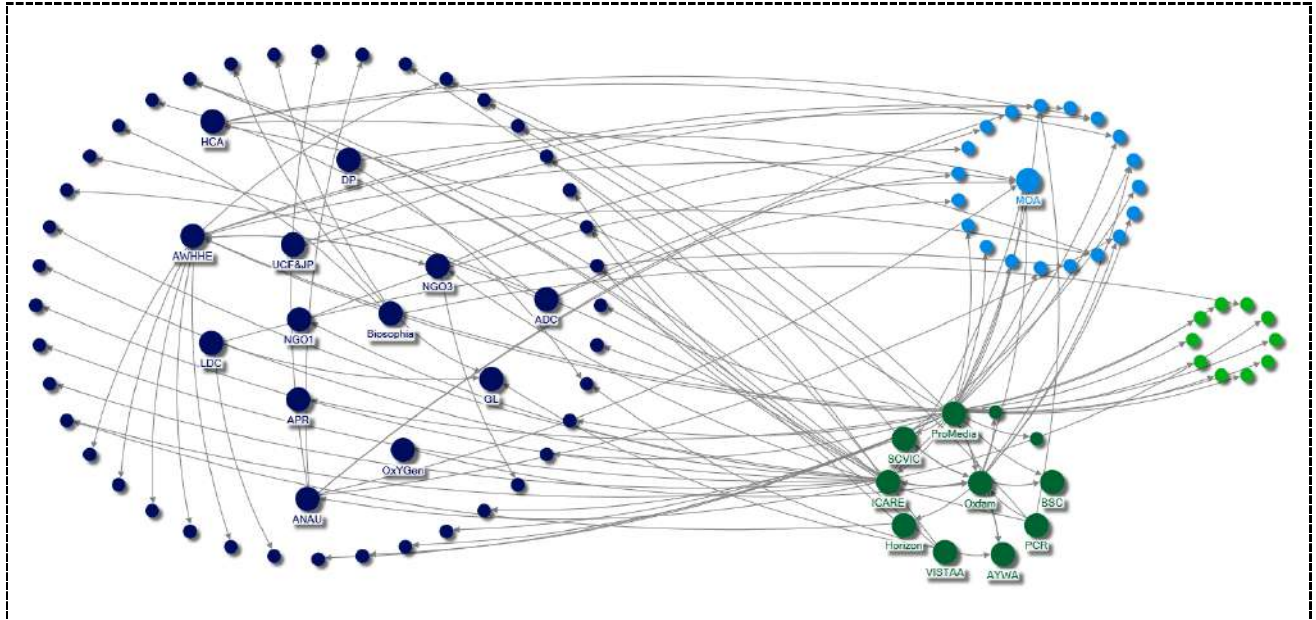 HCA
DP
MOA
AWHHE
UCF&JP
NGO3
ADC
NGO1
Biosophia
LDC
GL
APR
ProMedia
SCVIC
OxYGen
ICARE
Oxfam
BSC
ANAU
Horizon
PCR
VISTAA
AYWA